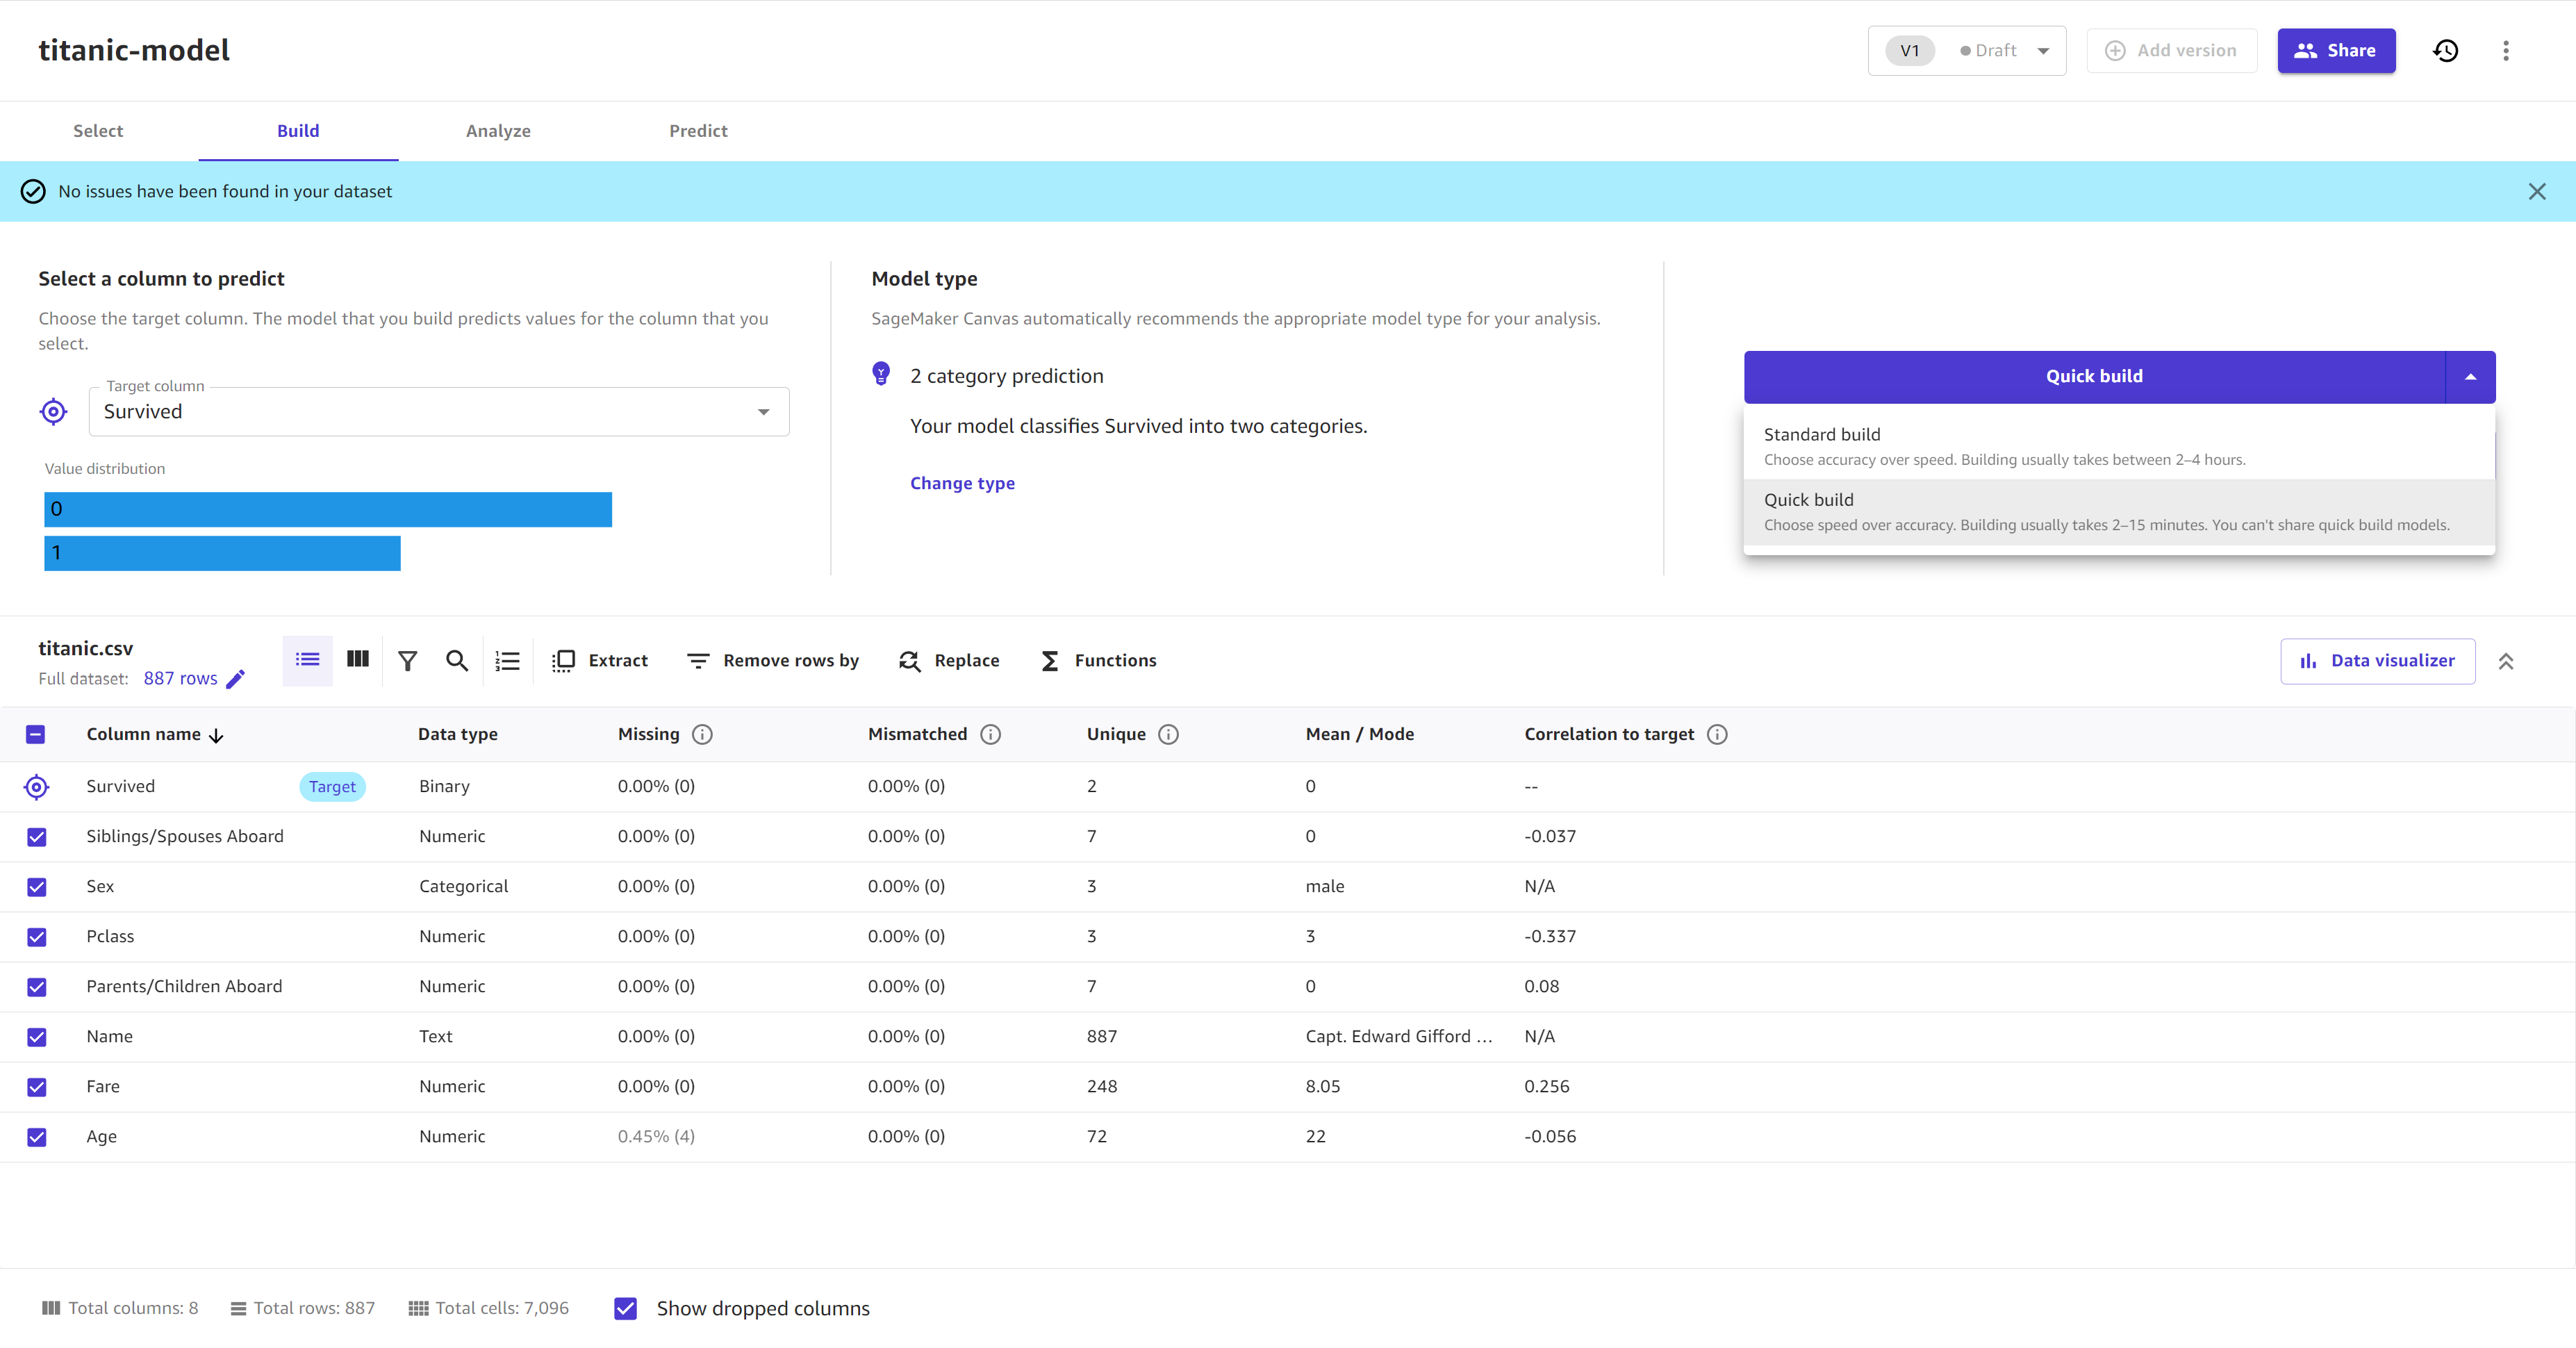 titanic-model
V1 Draft
Add version
Share
Select Build Analyze Predict
No issues have been found in your dataset
Select a column to predict
Choose the target column. The model that you build predicts values for the column that you
select.
Target column
Survived
Value distribution
0
1
Model type
SageMaker Canvas automatically recommends the appropriate model type for your analysis.
2 category prediction
Your model classifies Survived into two categories.
Change type
Quick build
Standard build
Choose accuracy over speed. Building usually takes between 2–4 hours.
Quick build
Choose speed over accuracy. Building usually takes 2–15 minutes. You can't share quick build models.
titanic.csv
Full dataset: 887 rows
Extract Remove rows by Replace Functions
Data visualizer
Column name Data type Missing Mismatched Unique Mean / Mode Correlation to target
Survived Target Binary 0.00% (0) 0.00% (0) 2 0 --
Siblings/Spouses Aboard Numeric 0.00% (0) 0.00% (0) 7 0 -0.037
Sex Categorical 0.00% (0) 0.00% (0) 3 male N/A
Pclass Numeric 0.00% (0) 0.00% (0) 3 3 -0.337
Parents/Children Aboard Numeric 0.00% (0) 0.00% (0) 7 0 0.08
Name Text 0.00% (0) 0.00% (0) 887 Capt. Edward Gifford ... N/A
Fare Numeric 0.00% (0) 0.00% (0) 248 8.05 0.256
Age Numeric 0.45% (4) 0.00% (0) 72 22 -0.056
Total columns: 8 Total rows: 887 Total cells: 7,096 Show dropped columns